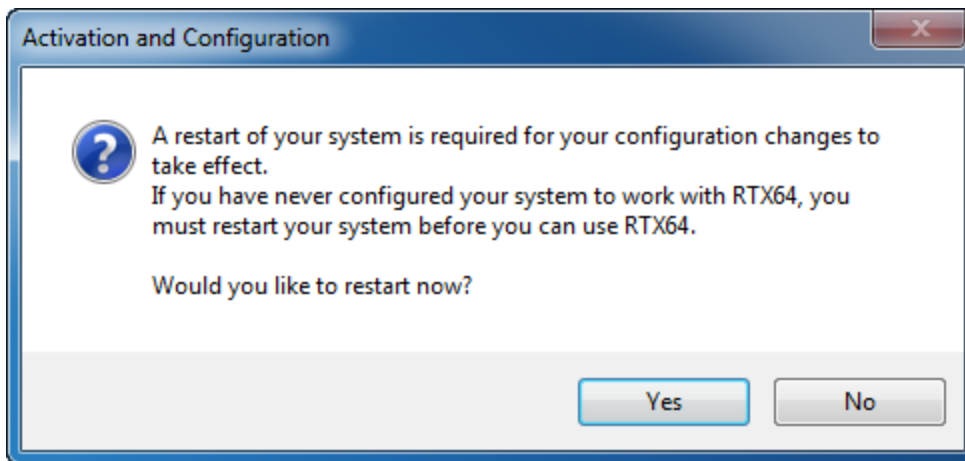 Activation and Configuration
A restart of your system is required for your configuration changes to
take effect.
If you have never configured your system to work with RTX64, you
must restart your system before you can use RTX64.
Would you like to restart now?
Yes
No